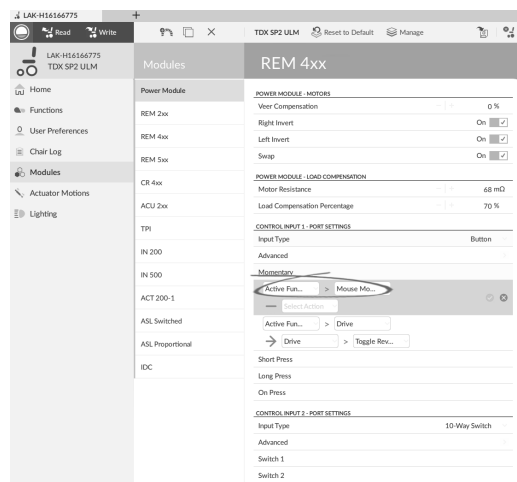 LAK-H16166775
+
Read
Write
TDX SP2 ULM
Reset to Default
Manage
LAK-H16166775
TDX SP2 ULM
Home
Functions
User Preferences
Chair Log
Modules
Actuator Motions
Lighting
Modules
Power Module
REM 2xx
REM 4xx
REM 5xx
CR 4xx
ACU 2xx
TPI
IN 200
IN 500
ACT 200-1
ASL Switched
ASL Proportional
IDC
REM 4xx
POWER MODULE - MOTORS
Veer Compensation 0 %
Right Invert On
Left Invert On
Swap On
POWER MODULE - LOAD COMPENSATION
Motor Resistance 68 mΩ
Load Compensation Percentage 70 %
CONTROL INPUT 1 - PORT SETTINGS
Input Type Button
Advanced
Momentary
Active Fun... > Mouse Mo...
Select Action
Active Fun... > Drive
Drive > Toggle Rev...
Short Press
Long Press
On Press
CONTROL INPUT 2 - PORT SETTINGS
Input Type 10-Way Switch
Advanced
Switch 1
Switch 2